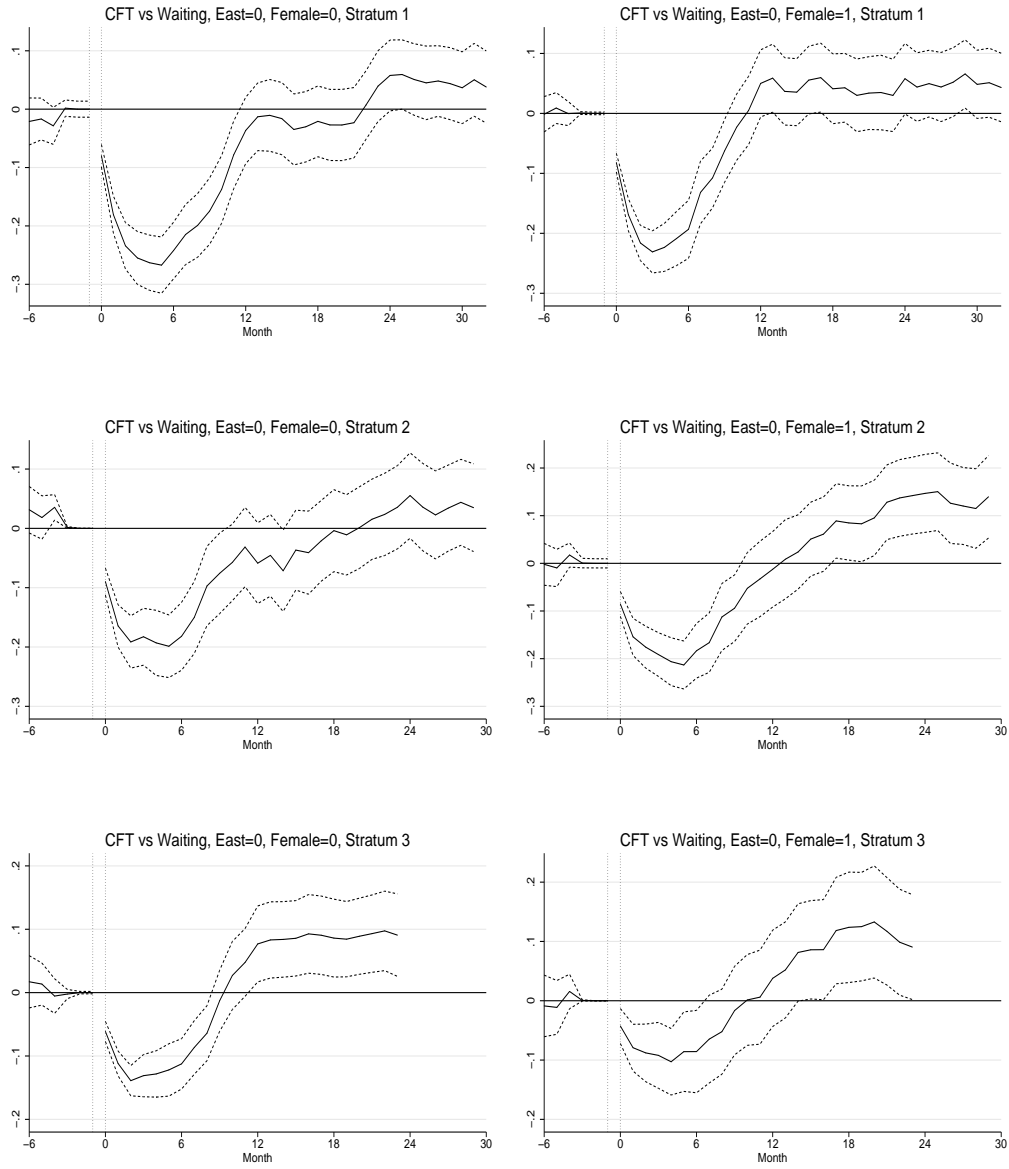 CFT vs Waiting, East=0, Female=0, Stratum 1
.1
0
−.1
−.2
−.3
−6 0 6 12 18 24 30
Month
CFT vs Waiting, East=0, Female=1, Stratum 1
.1
0
−.1
−.2
−.3
−6 0 6 12 18 24 30
Month
CFT vs Waiting, East=0, Female=0, Stratum 2
.1
0
−.1
−.2
−.3
−6 0 6 12 18 24 30
Month
CFT vs Waiting, East=0, Female=1, Stratum 2
.2
.1
0
−.1
−.2
−.3
−6 0 6 12 18 24 30
Month
CFT vs Waiting, East=0, Female=0, Stratum 3
.2
.1
0
−.1
−.2
−6 0 6 12 18 24 30
Month
CFT vs Waiting, East=0, Female=1, Stratum 3
.2
.1
0
−.1
−.2
−6 0 6 12 18 24 30
Month